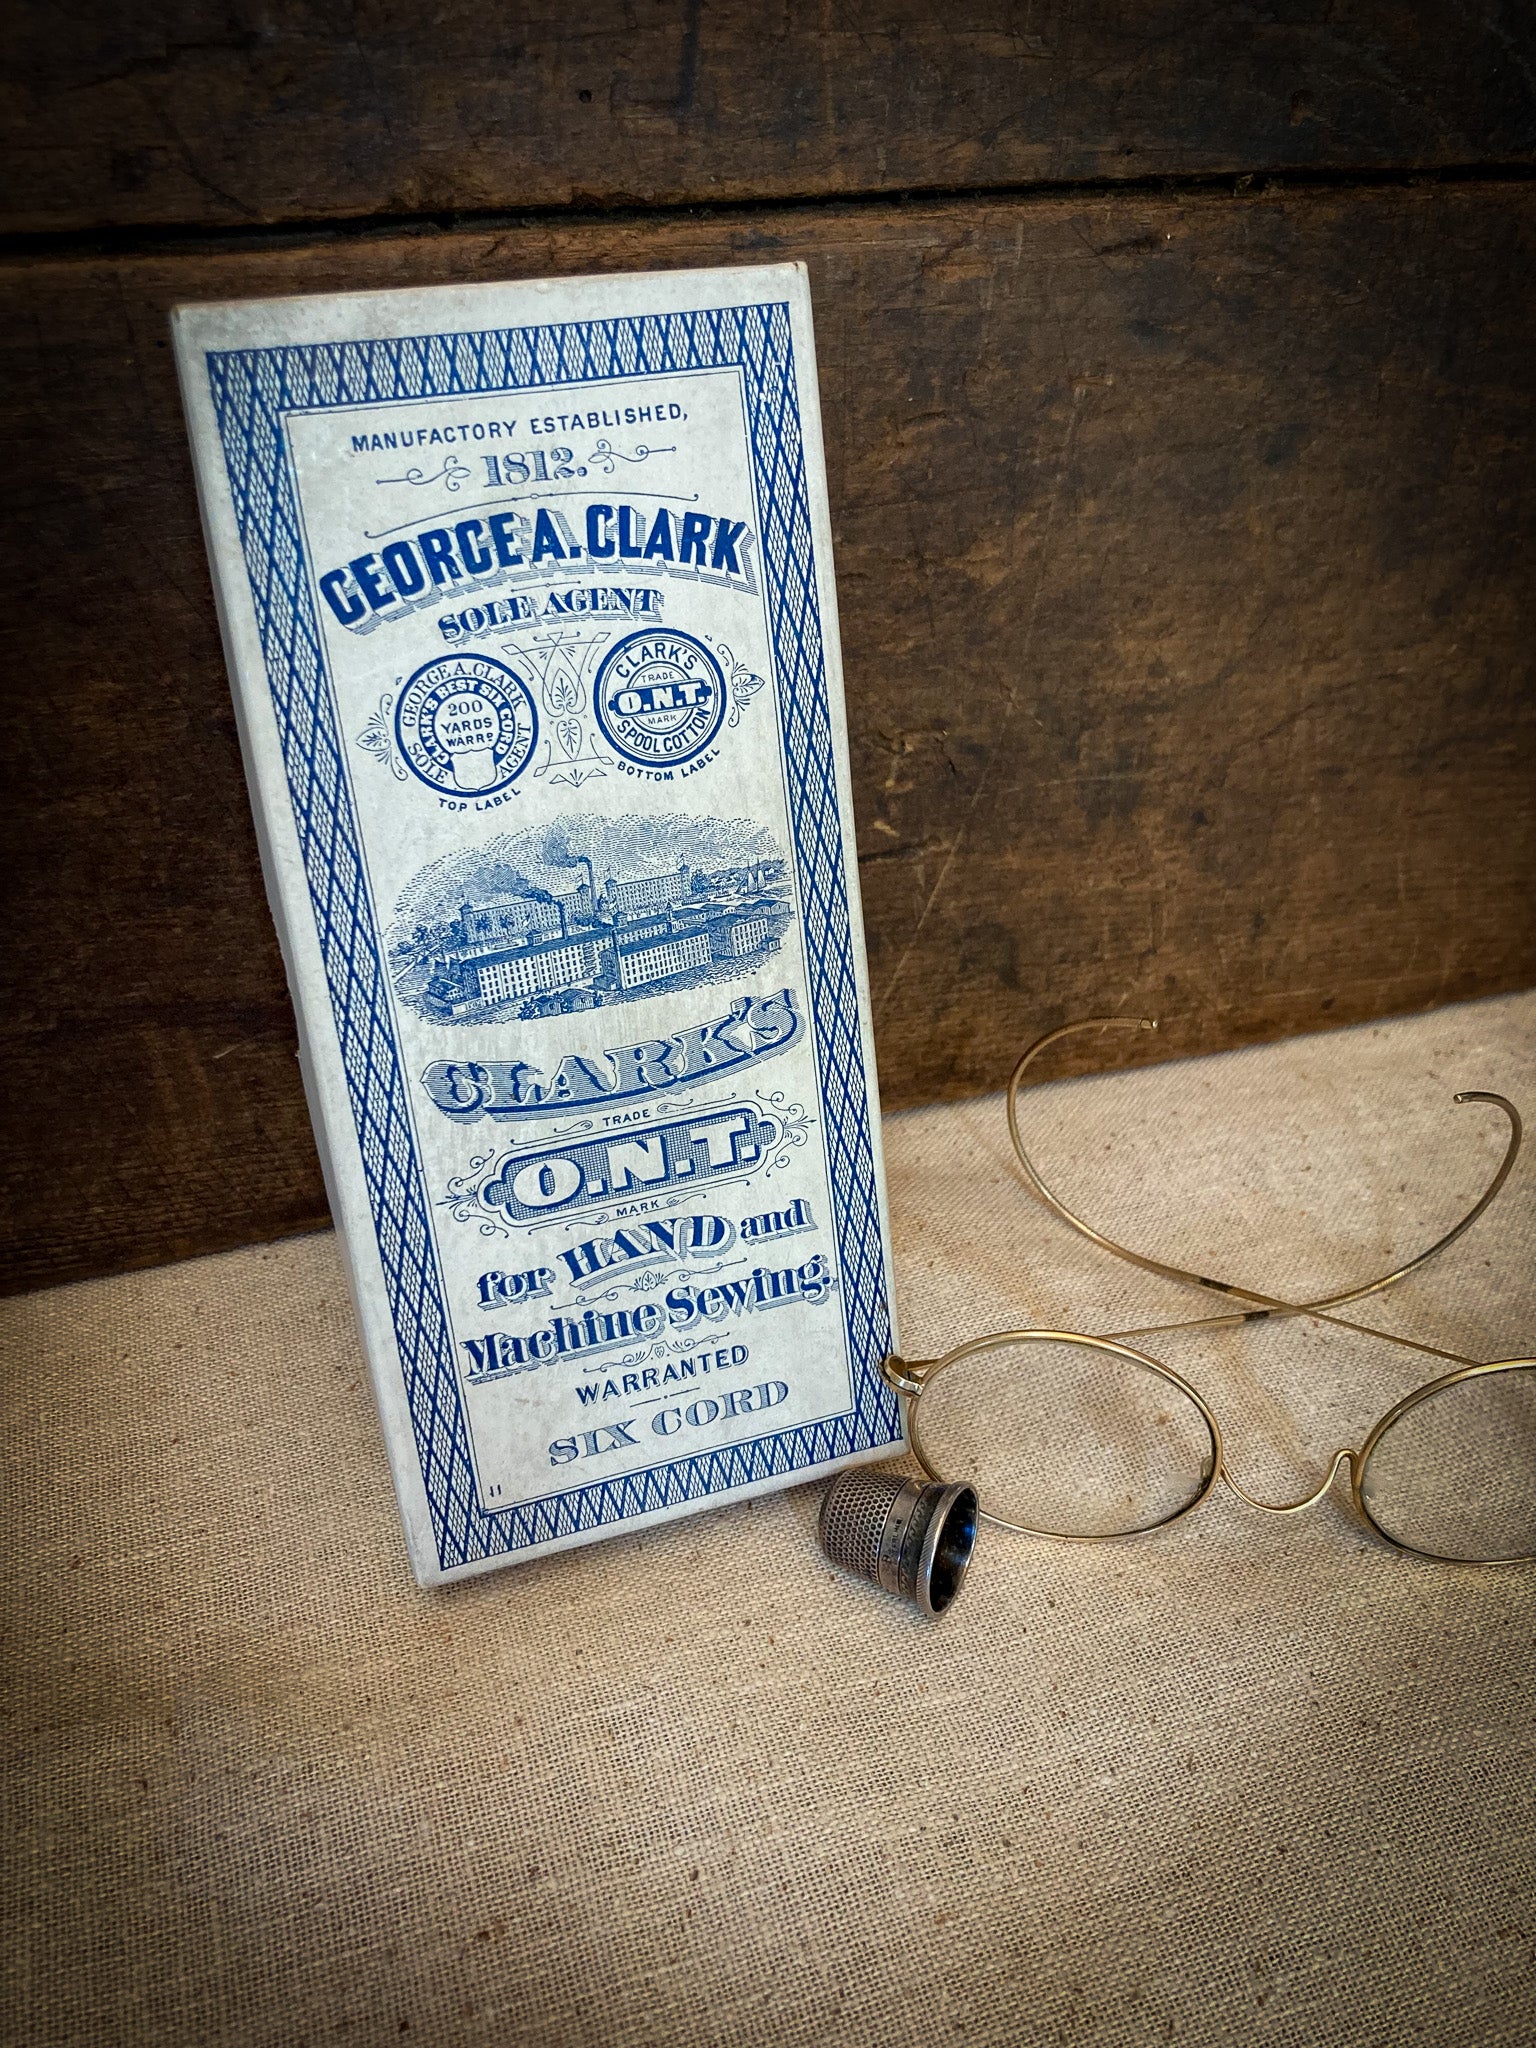 MANUFACTORY ESTABLISHED,
1812.
GEORGE A. CLARK
SOLE AGENT
GEORGE A. CLARK
SOLE AGENT
CLARK'S BEST SIX CORD
200
YARDS
WARRD
TOP LABEL
CLARK'S
TRADE
O.N.T.
MARK
SPOOL COTTON
BOTTOM LABEL
CLARK'S
TRADE
O.N.T.
MARK
for HAND and
Machine Sewing.
WARRANTED
SIX CORD
11